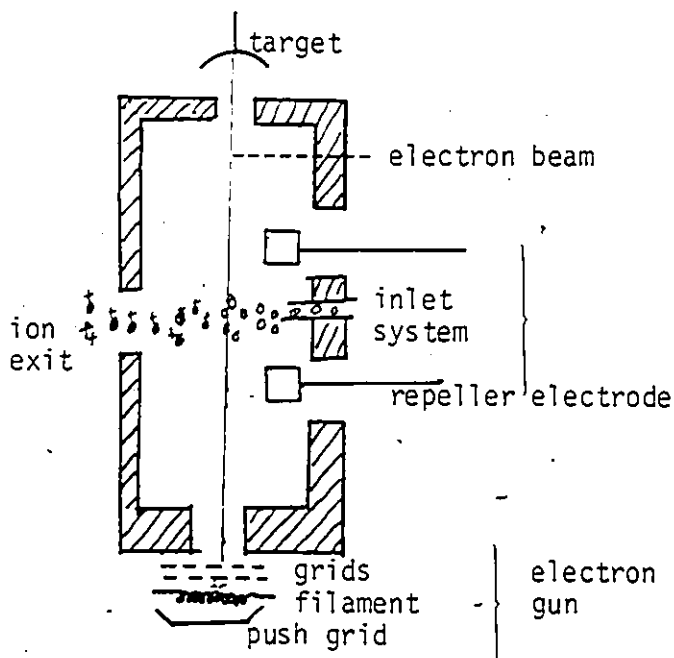 target
electron beam
inlet
system
ion
exit
repeller electrode
grids
filament
push grid
electron
gun